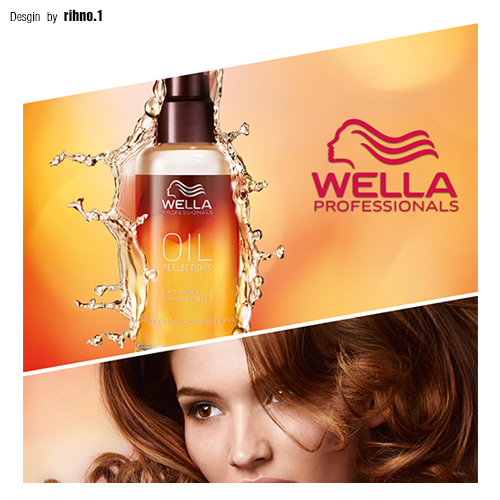 Desgin by rihno.1
WELLA
PROFESSIONALS
WELLA
PROFESSIONALS
OIL
REFLECTIONS